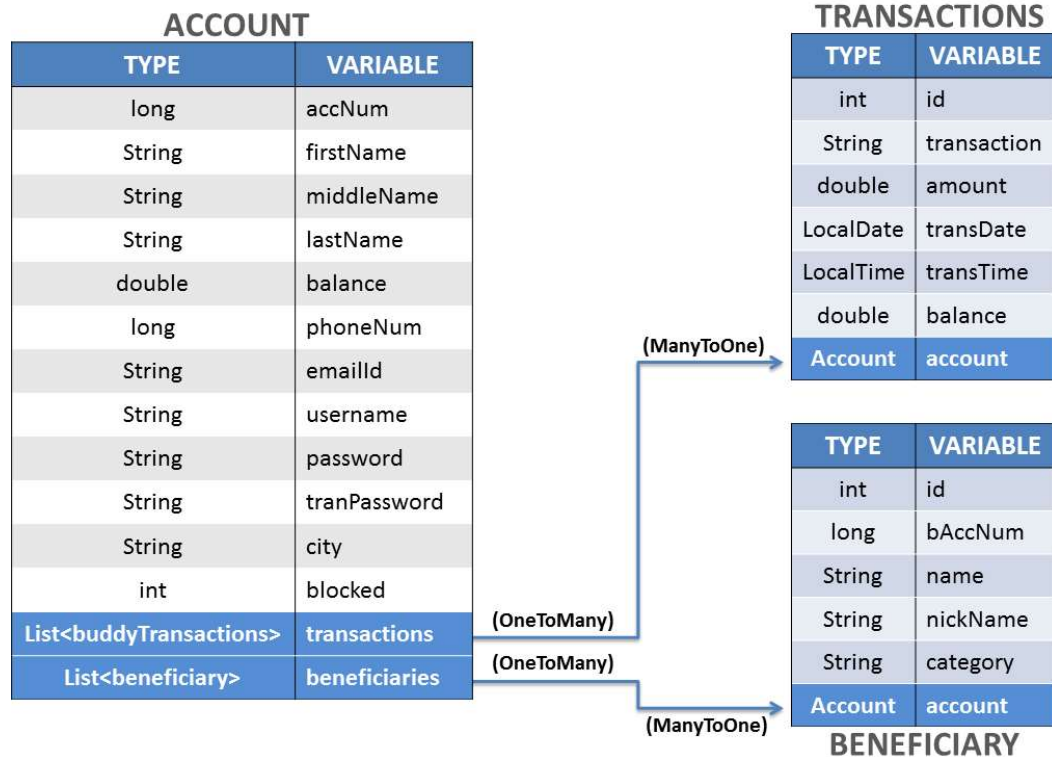 ACCOUNT
TYPE VARIABLE
long accNum
String firstName
String middleName
String lastName
double balance
long phoneNum
String emailId
String username
String password
String tranPassword
String city
int blocked
List<buddyTransactions> transactions
List<beneficiary> beneficiaries
(OneToMany)
(OneToMany)
(ManyToOne)
(ManyToOne)
TRANSACTIONS
TYPE VARIABLE
int id
String transaction
double amount
LocalDate transDate
LocalTime transTime
double balance
Account account
TYPE VARIABLE
int id
long bAccNum
String name
String nickName
String category
Account account
BENEFICIARY